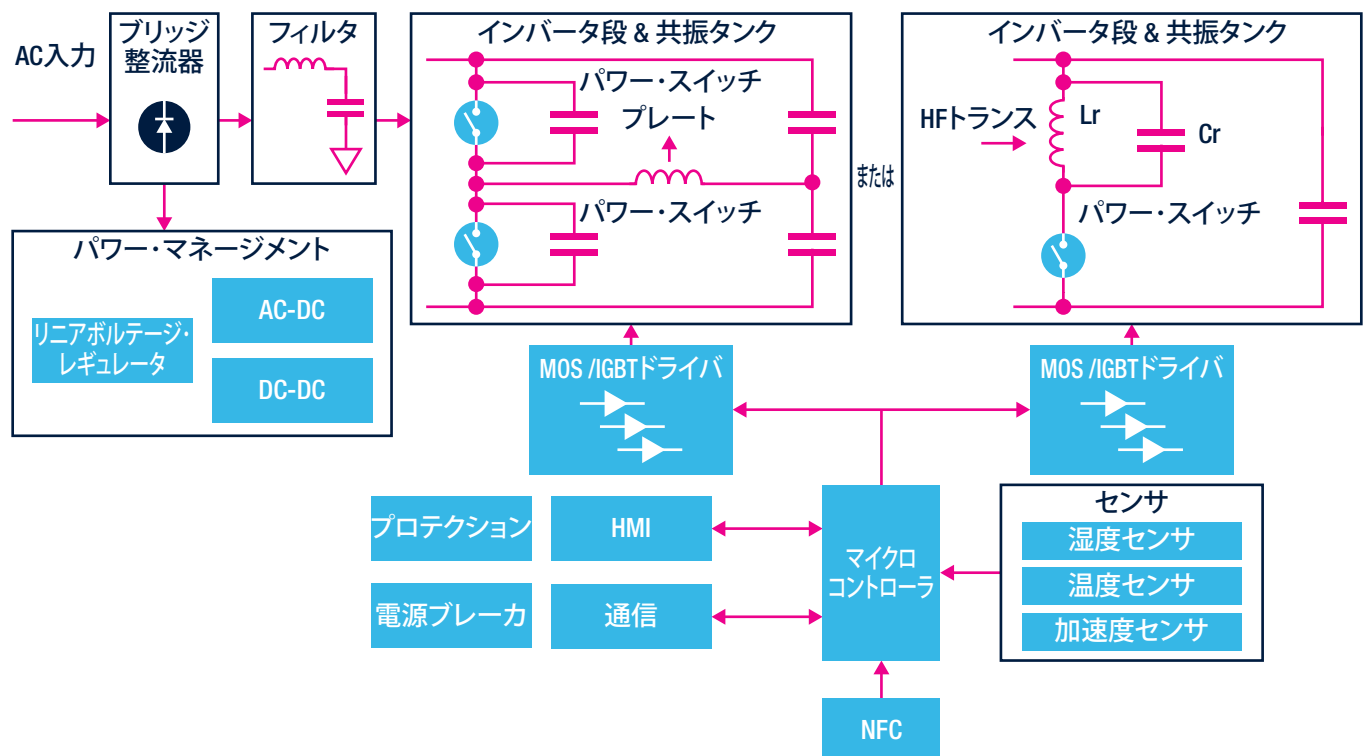 AC入力
ブリッジ
整流器
フィルタ
インバータ段 & 共振タンク
パワー・スイッチ
プレート
パワー・スイッチ
または
インバータ段 & 共振タンク
HFトランス
Lr
Cr
パワー・スイッチ
パワー・マネージメント
リニアボルテージ・
レギュレータ
AC-DC
DC-DC
MOS /IGBTドライバ
MOS /IGBTドライバ
プロテクション
HMI
電源ブレーカ
通信
マイクロ
コントローラ
センサ
湿度センサ
温度センサ
加速度センサ
NFC